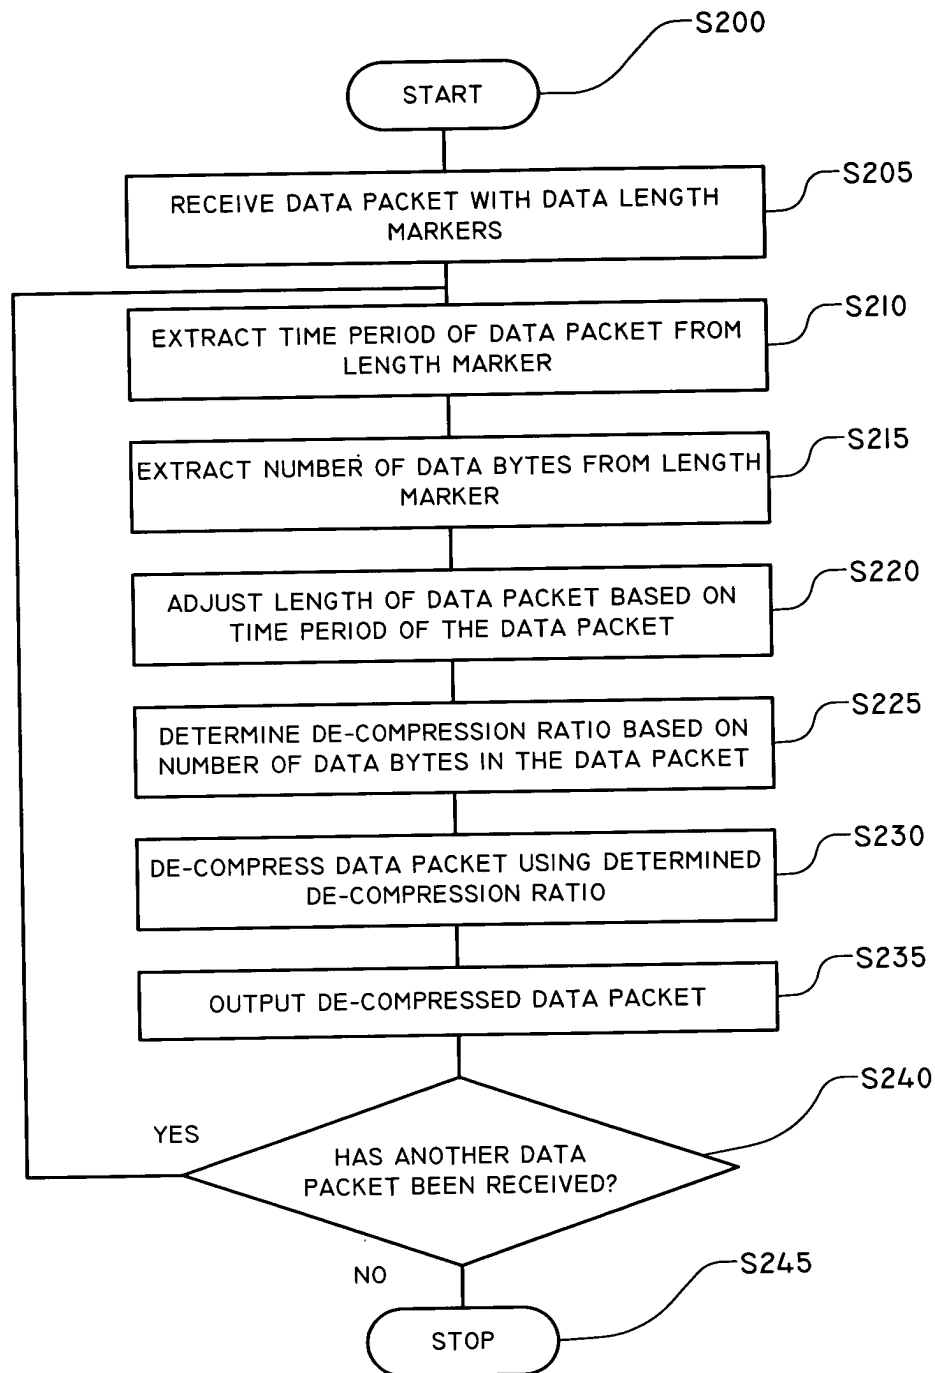 S200
START
S205
RECEIVE DATA PACKET WITH DATA LENGTH
MARKERS
S210
EXTRACT TIME PERIOD OF DATA PACKET FROM
LENGTH MARKER
S215
EXTRACT NUMBER OF DATA BYTES FROM LENGTH
MARKER
S220
ADJUST LENGTH OF DATA PACKET BASED ON
TIME PERIOD OF THE DATA PACKET
S225
DETERMINE DE-COMPRESSION RATIO BASED ON
NUMBER OF DATA BYTES IN THE DATA PACKET
S230
DE-COMPRESS DATA PACKET USING DETERMINED
DE-COMPRESSION RATIO
S235
OUTPUT DE-COMPRESSED DATA PACKET
S240
YES
HAS ANOTHER DATA
PACKET BEEN RECEIVED?
NO
S245
STOP